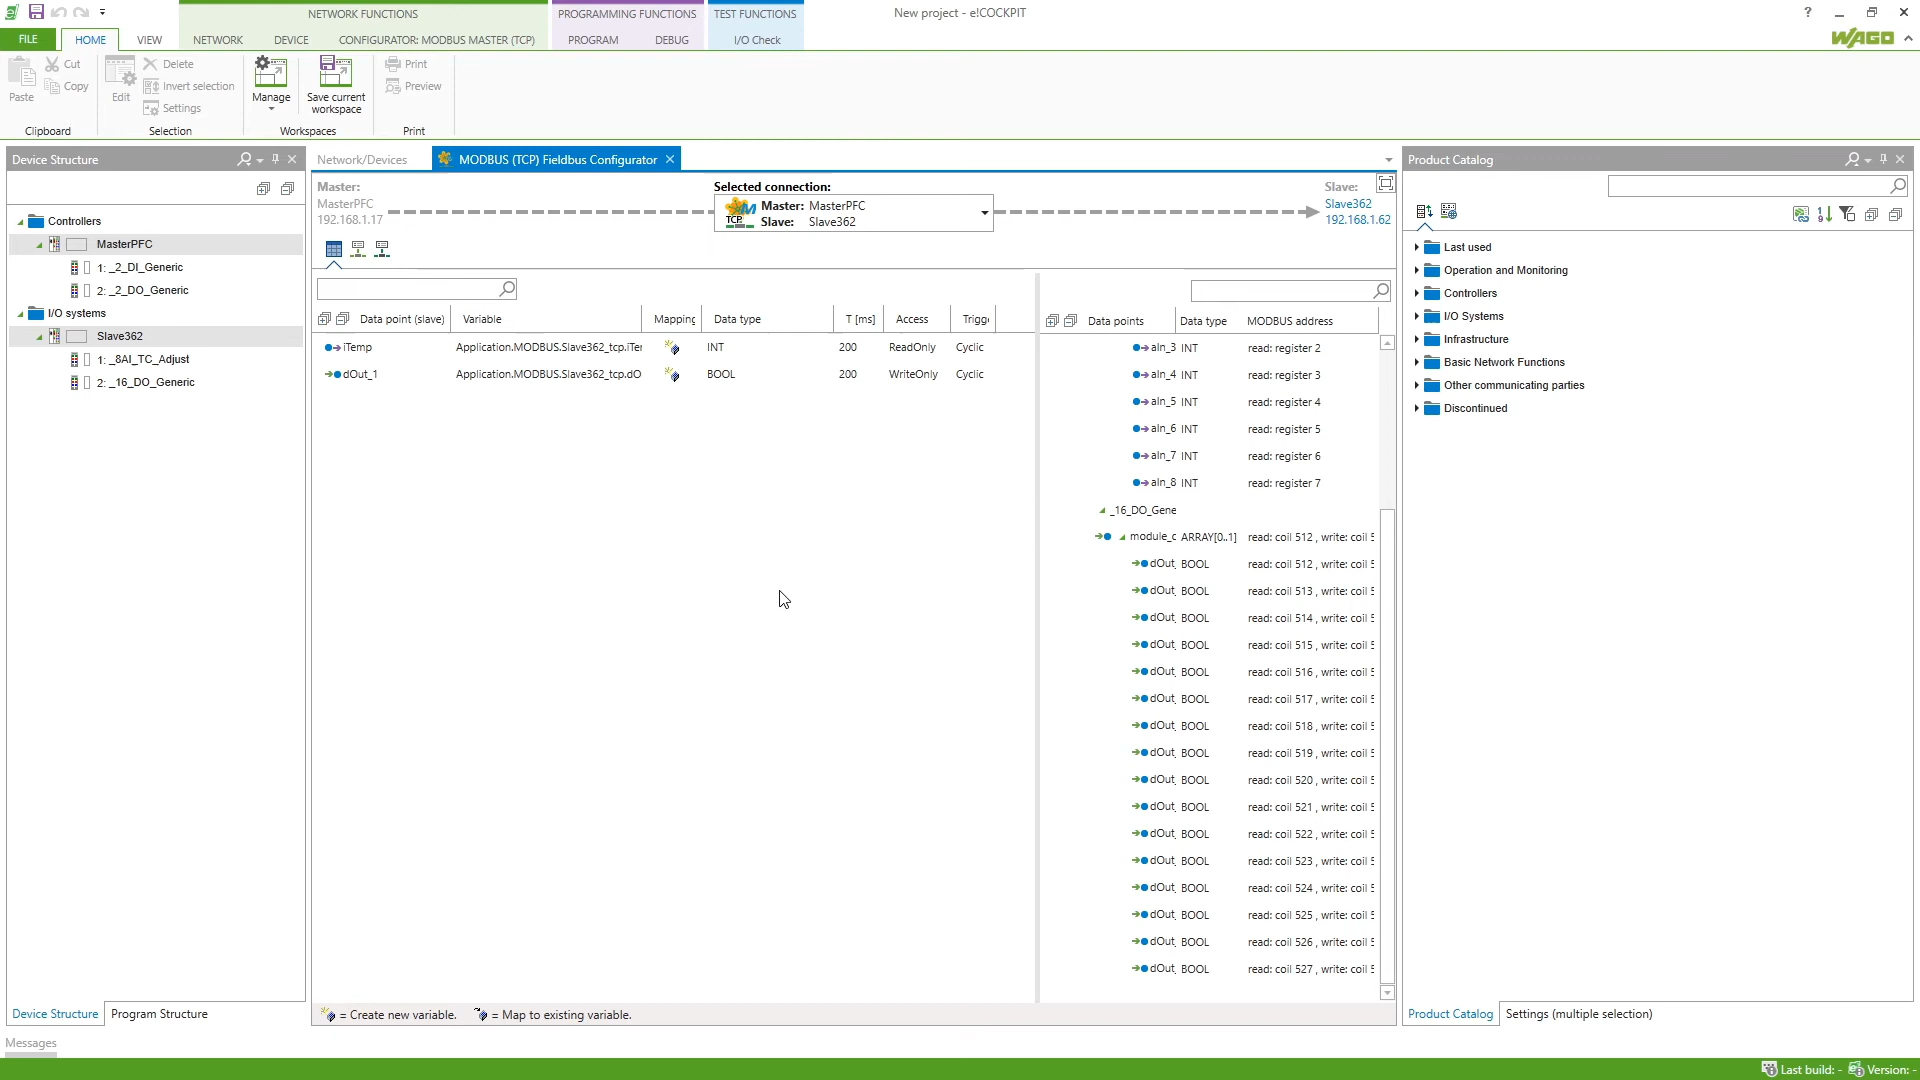 NETWORK FUNCTIONS
PROGRAMMING FUNCTIONS
TEST FUNCTIONS
New project - e!COCKPIT
?
FILE
HOME
VIEW
NETWORK
DEVICE
CONFIGURATOR: MODBUS MASTER (TCP)
PROGRAM
DEBUG
I/O Check
WAGO
Paste
Cut
Copy
Clipboard
Edit
Delete
Invert selection
Settings
Selection
Manage
Save current
workspace
Workspaces
Print
Preview
Print
Device Structure
Controllers
MasterPFC
1: _2_DI_Generic
2: _2_DO_Generic
I/O systems
Slave362
1: _8AI_TC_Adjust
2: _16_DO_Generic
Device Structure
Program Structure
Network/Devices
MODBUS (TCP) Fieldbus Configurator
Master:
MasterPFC
192.168.1.17
Selected connection:
TCP
Master: MasterPFC
Slave: Slave362
Slave:
Slave362
192.168.1.62
Data point (slave) Variable Mapping Data type T [ms] Access Trigg
iTemp Application.MODBUS.Slave362_tcp.iTer INT 200 ReadOnly Cyclic
dOut_1 Application.MODBUS.Slave362_tcp.dO BOOL 200 WriteOnly Cyclic
= Create new variable. = Map to existing variable.
Data points Data type MODBUS address
aIn_3 INT read: register 2
aIn_4 INT read: register 3
aIn_5 INT read: register 4
aIn_6 INT read: register 5
aIn_7 INT read: register 6
aIn_8 INT read: register 7
_16_DO_Gene
module_c ARRAY[0..1] read: coil 512 , write: coil 5
dOut_ BOOL read: coil 512 , write: coil 5
dOut_ BOOL read: coil 513 , write: coil 5
dOut_ BOOL read: coil 514 , write: coil 5
dOut_ BOOL read: coil 515 , write: coil 5
dOut_ BOOL read: coil 516 , write: coil 5
dOut_ BOOL read: coil 517 , write: coil 5
dOut_ BOOL read: coil 518 , write: coil 5
dOut_ BOOL read: coil 519 , write: coil 5
dOut_ BOOL read: coil 520 , write: coil 5
dOut_ BOOL read: coil 521 , write: coil 5
dOut_ BOOL read: coil 522 , write: coil 5
dOut_ BOOL read: coil 523 , write: coil 5
dOut_ BOOL read: coil 524 , write: coil 5
dOut_ BOOL read: coil 525 , write: coil 5
dOut_ BOOL read: coil 526 , write: coil 5
dOut_ BOOL read: coil 527 , write: coil 5
Product Catalog
Last used
Operation and Monitoring
Controllers
I/O Systems
Infrastructure
Basic Network Functions
Other communicating parties
Discontinued
Product Catalog
Settings (multiple selection)
Messages
Last build: -
Version: -